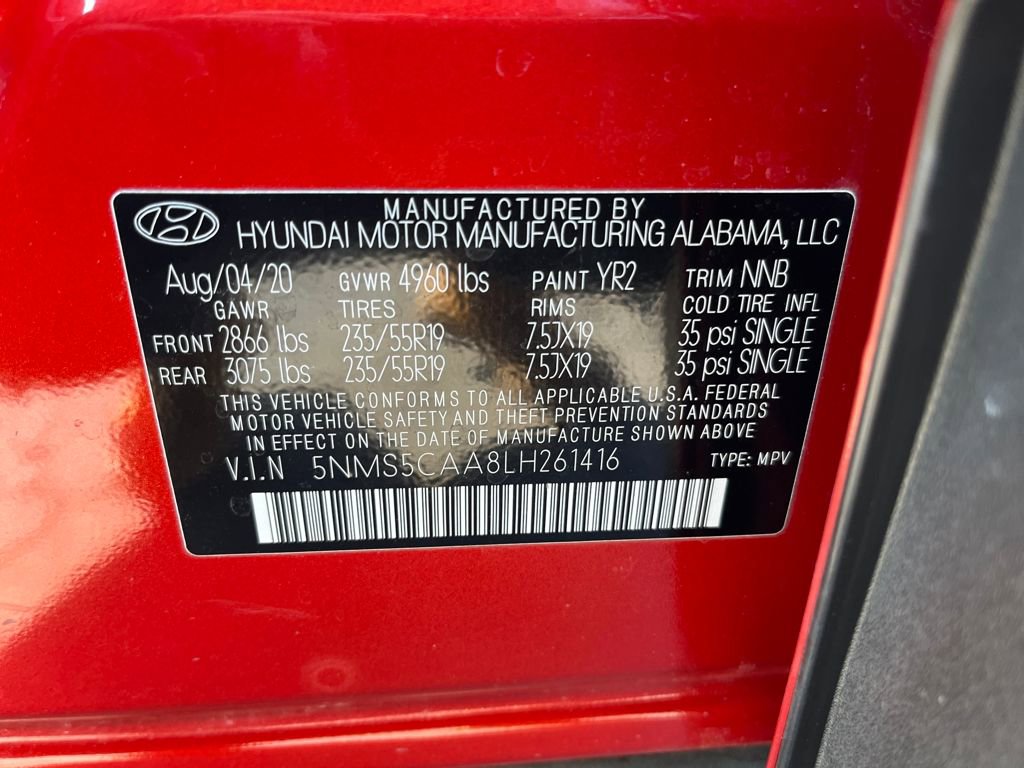 MANUFACTURED BY
HYUNDAI MOTOR MANUFACTURING ALABAMA, LLC
Aug/04/20 GVWR 4960 lbs PAINT YR2 TRIM NNB
GAWR TIRES RIMS COLD TIRE INFL
FRONT 2866 lbs 235/55R19 7.5JX19 35 psi SINGLE
REAR 3075 lbs 235/55R19 7.5JX19 35 psi SINGLE
THIS VEHICLE CONFORMS TO ALL APPLICABLE U.S.A. FEDERAL
MOTOR VEHICLE SAFETY AND THEFT PREVENTION STANDARDS
IN EFFECT ON THE DATE OF MANUFACTURE SHOWN ABOVE
V.I.N 5NMS5CAA8LH261416 TYPE: MPV